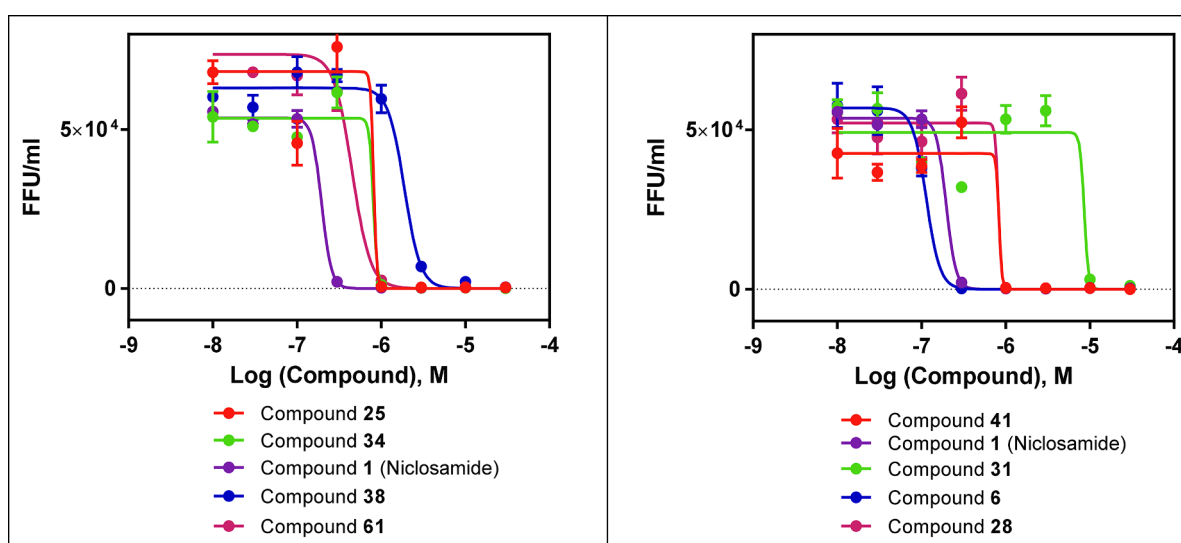 FFU/ml
5×10⁴
0
-9 -8 -7 -6 -5 -4
Log (Compound), M
Compound 25
Compound 34
Compound 1 (Niclosamide)
Compound 38
Compound 61
FFU/ml
5×10⁴
0
-9 -8 -7 -6 -5 -4
Log (Compound), M
Compound 41
Compound 1 (Niclosamide)
Compound 31
Compound 6
Compound 28